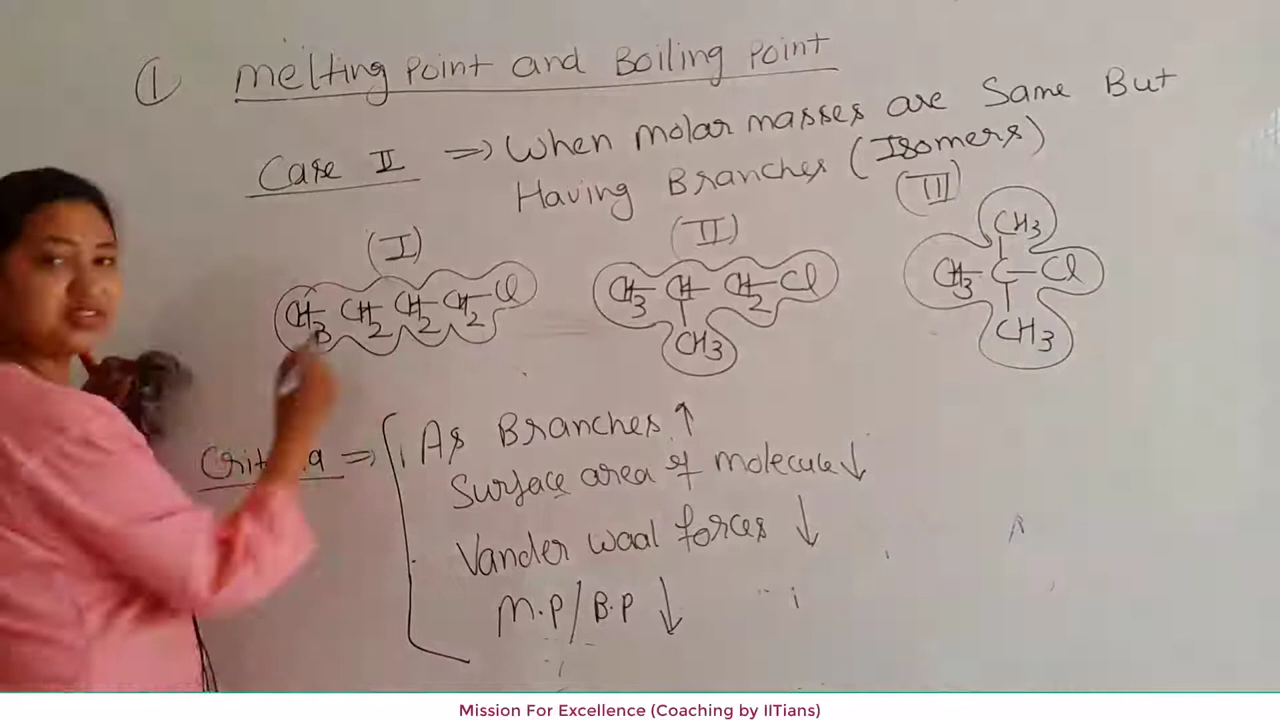 ① Melting Point and Boiling Point
Case II => When Molar masses are Same But
Having Branches (Isomers)
(I) (II) (III)
CH3 CH2 CH2 CH2 Cl
CH3 CH CH2 Cl
CH3
CH3
CH3 C Cl
CH3
=> As Branches ↑
Surface area of molecule ↓
Vander waal forces ↓
M.P/B.P ↓
Mission For Excellence (Coaching by IITians)